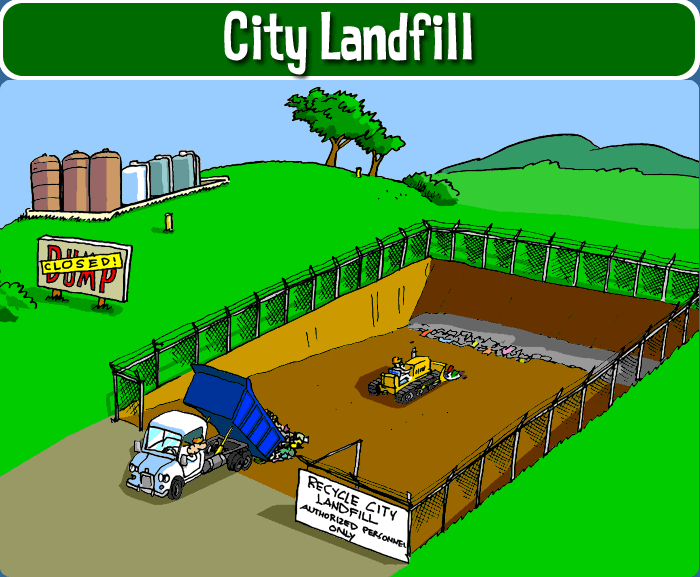 City Landfill
DUMP
CLOSED!
RECYCLE CITY
LANDFILL
AUTHORIZED PERSONNEL
ONLY